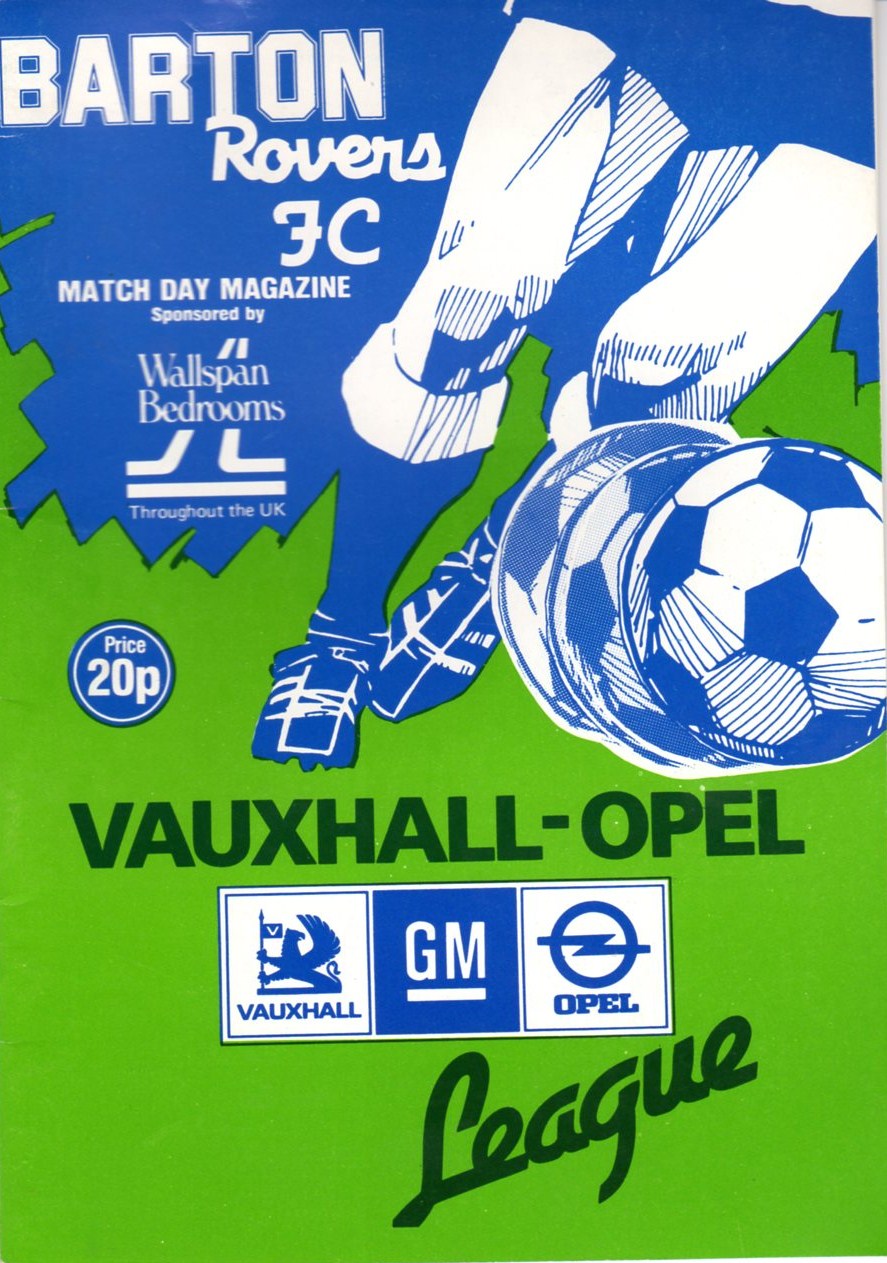 BARTON
Rovers
FC
MATCH DAY MAGAZINE
Sponsored by
Wallspan
Bedrooms
Throughout the UK
Price
20p
VAUXHALL-OPEL
V
VAUXHALL
GM
OPEL
League